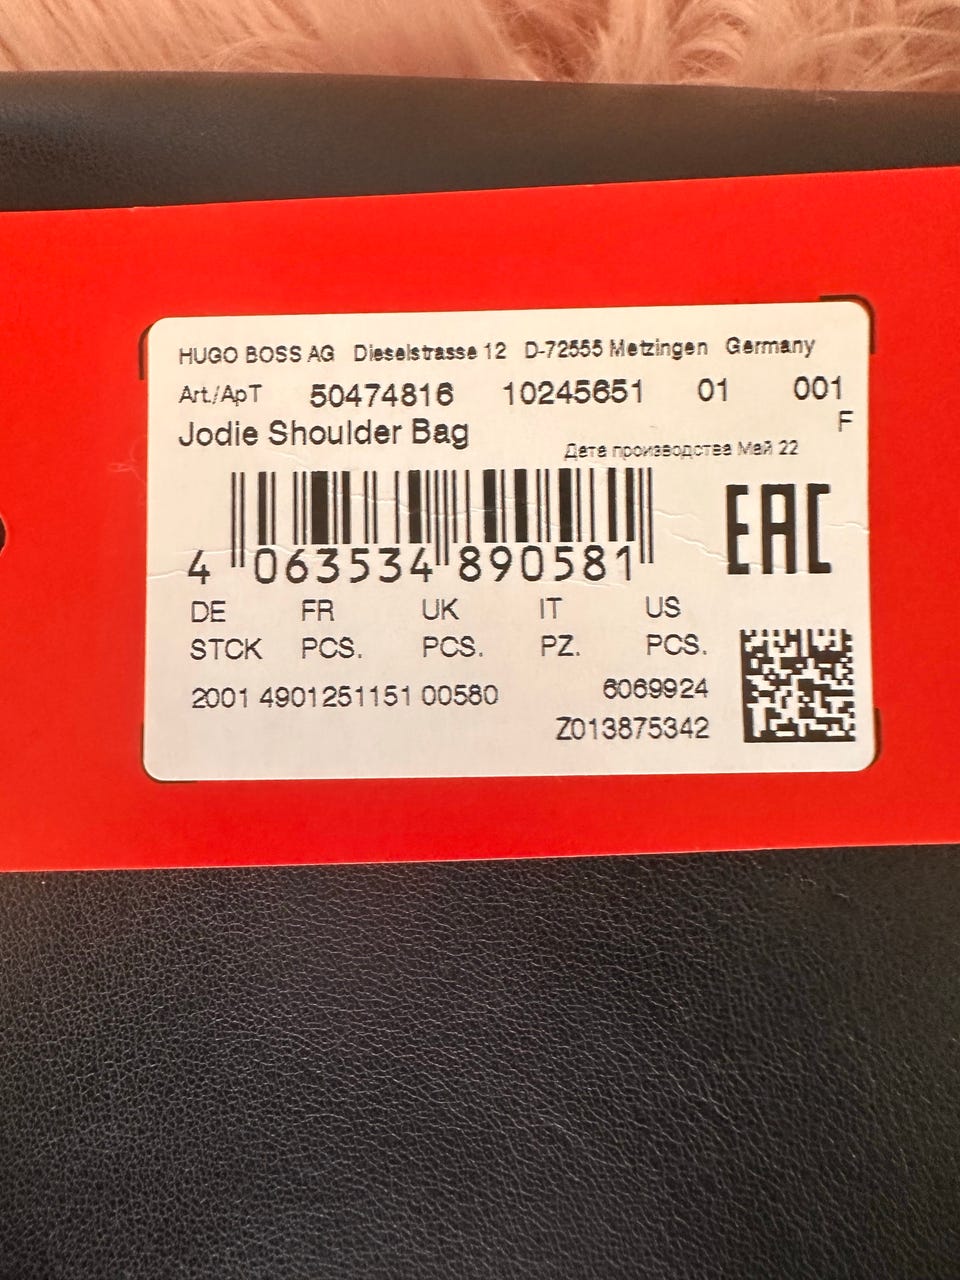 HUGO BOSS AG Dieselstrasse 12 D-72555 Metzingen Germany
Art./ApT 50474816 10245651 01 001
Jodie Shoulder Bag F
Дата производства Май 22
4 063534 890581
EAC
DE FR UK IT US
STCK PCS. PCS. PZ. PCS.
2001 4901251151 00580 6069924
Z013875342